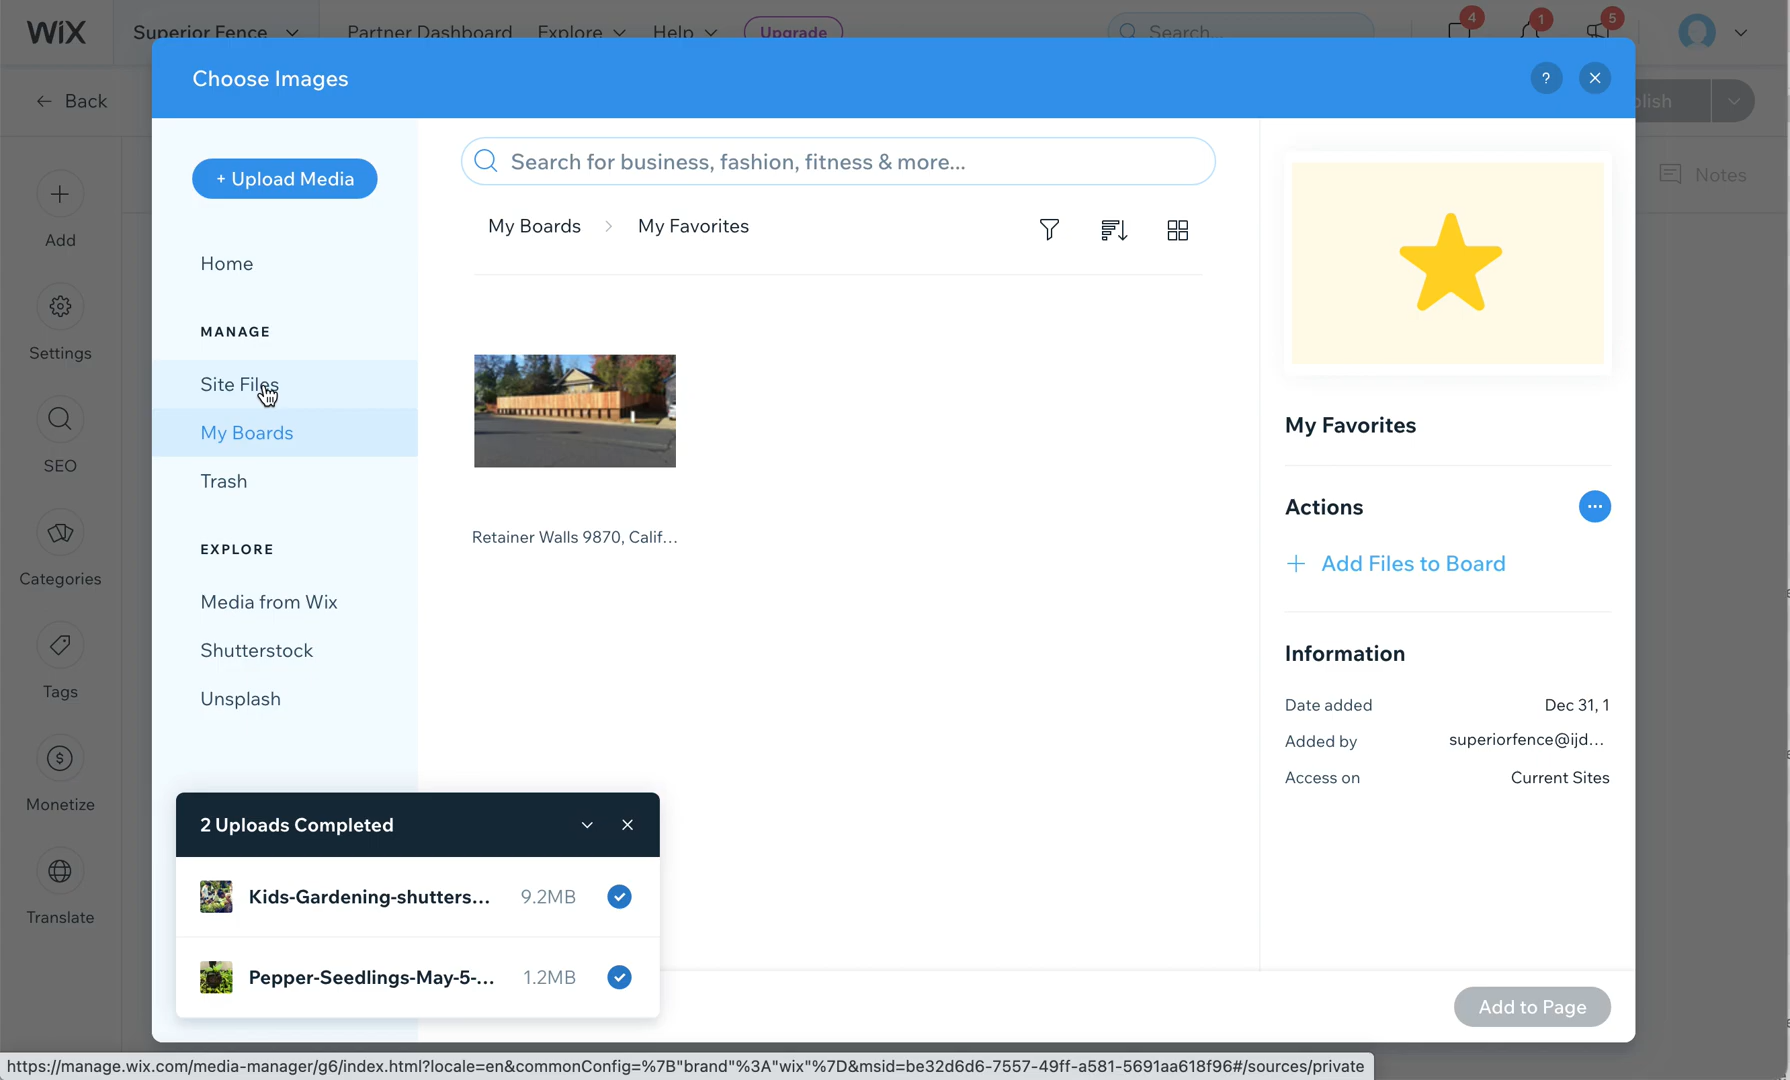 WiX
Superior Fence
Partner Dashboard
Explore
Help
Upgrade
Search...
4
1
5
Choose Images
?
Back
blish
+ Upload Media
Search for business, fashion, fitness & more...
Notes
Add
Home
My Boards > My Favorites
MANAGE
Settings
Site Files
My Boards
My Favorites
SEO
Trash
Actions
EXPLORE
Retainer Walls 9870, Calif...
+ Add Files to Board
Categories
Media from Wix
Shutterstock
Information
Tags
Unsplash
Date added
Dec 31, 1
Added by
superiorfence@ijd...
Access on
Current Sites
Monetize
2 Uploads Completed
Kids-Gardening-shutters...
9.2MB
Translate
Pepper-Seedlings-May-5-...
1.2MB
Add to Page
https://manage.wix.com/media-manager/g6/index.html?locale=en&commonConfig=%7B"brand"%3A"wix"%7D&msid=be32d6d6-7557-49ff-a581-5691aa618f96#/sources/private